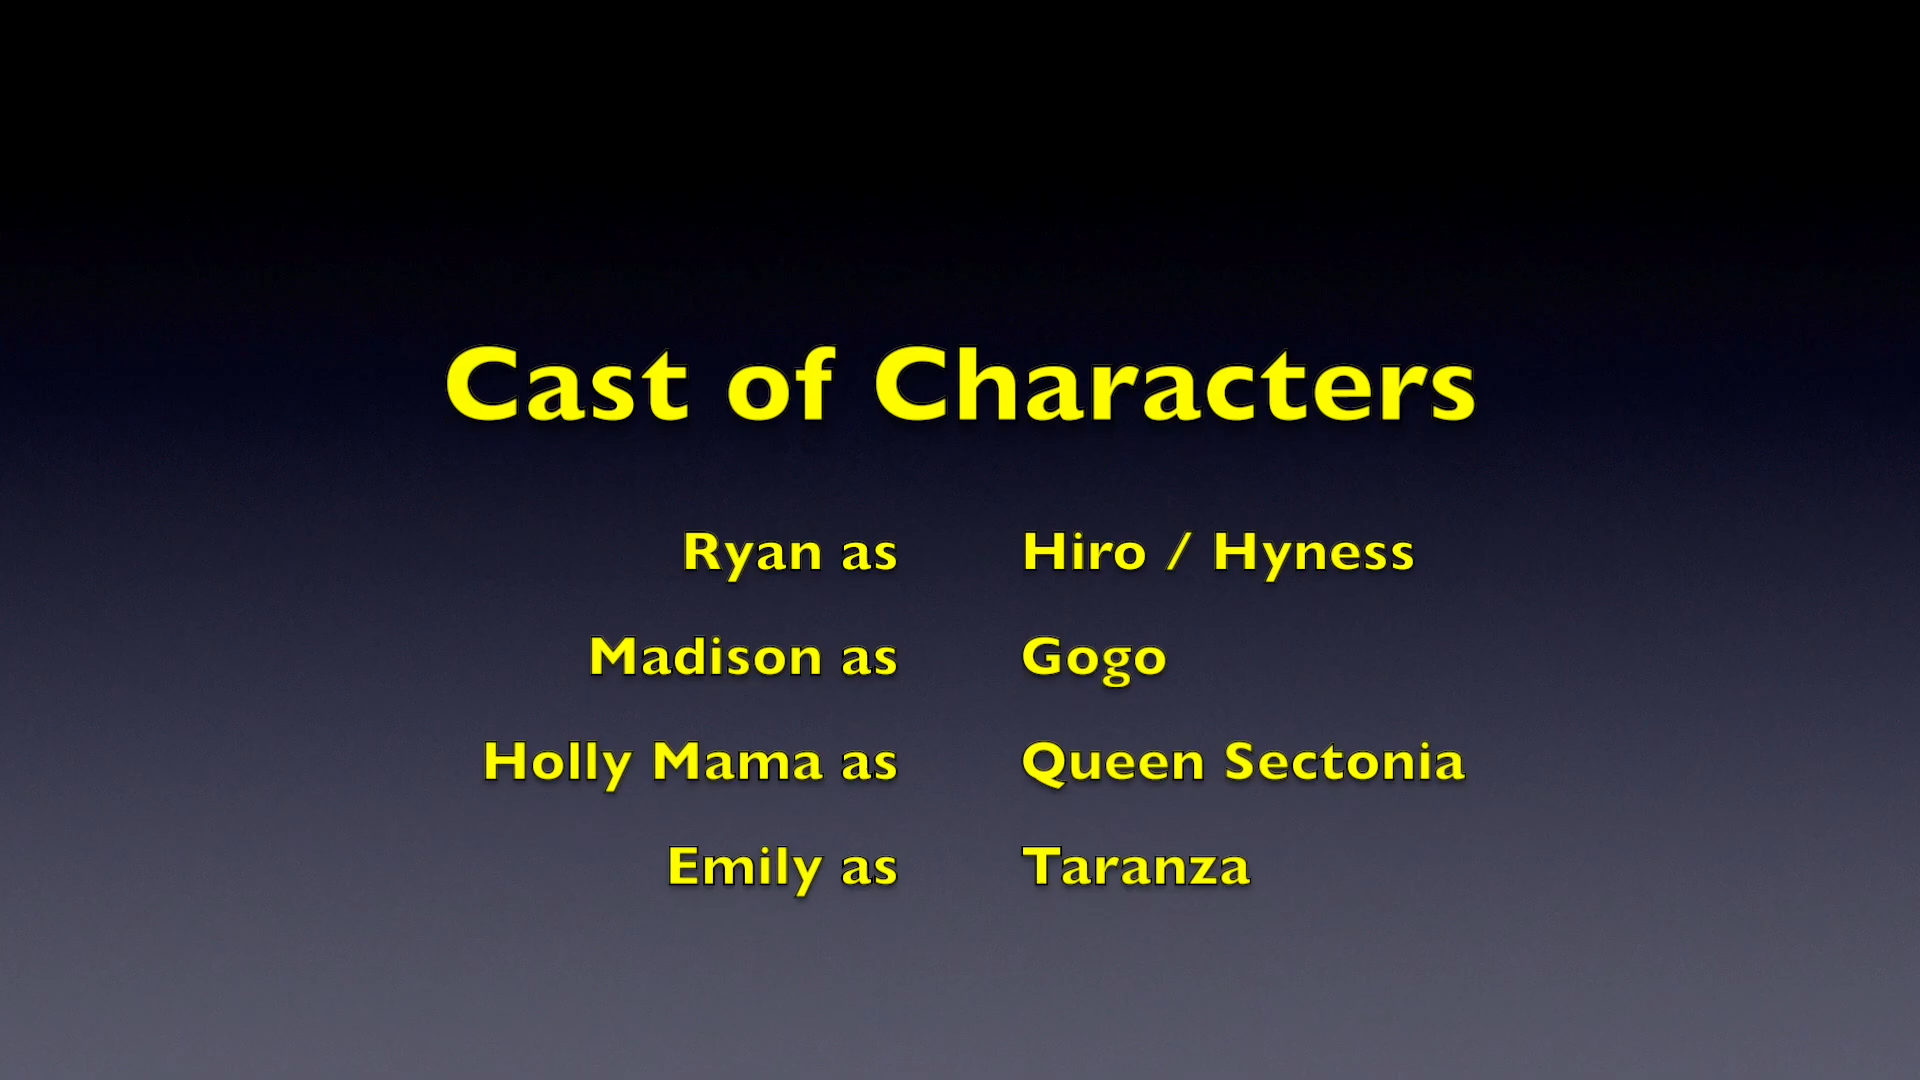 Cast of Characters
Ryan as Hiro / Hyness
Madison as Gogo
Holly Mama as Queen Sectonia
Emily as Taranza